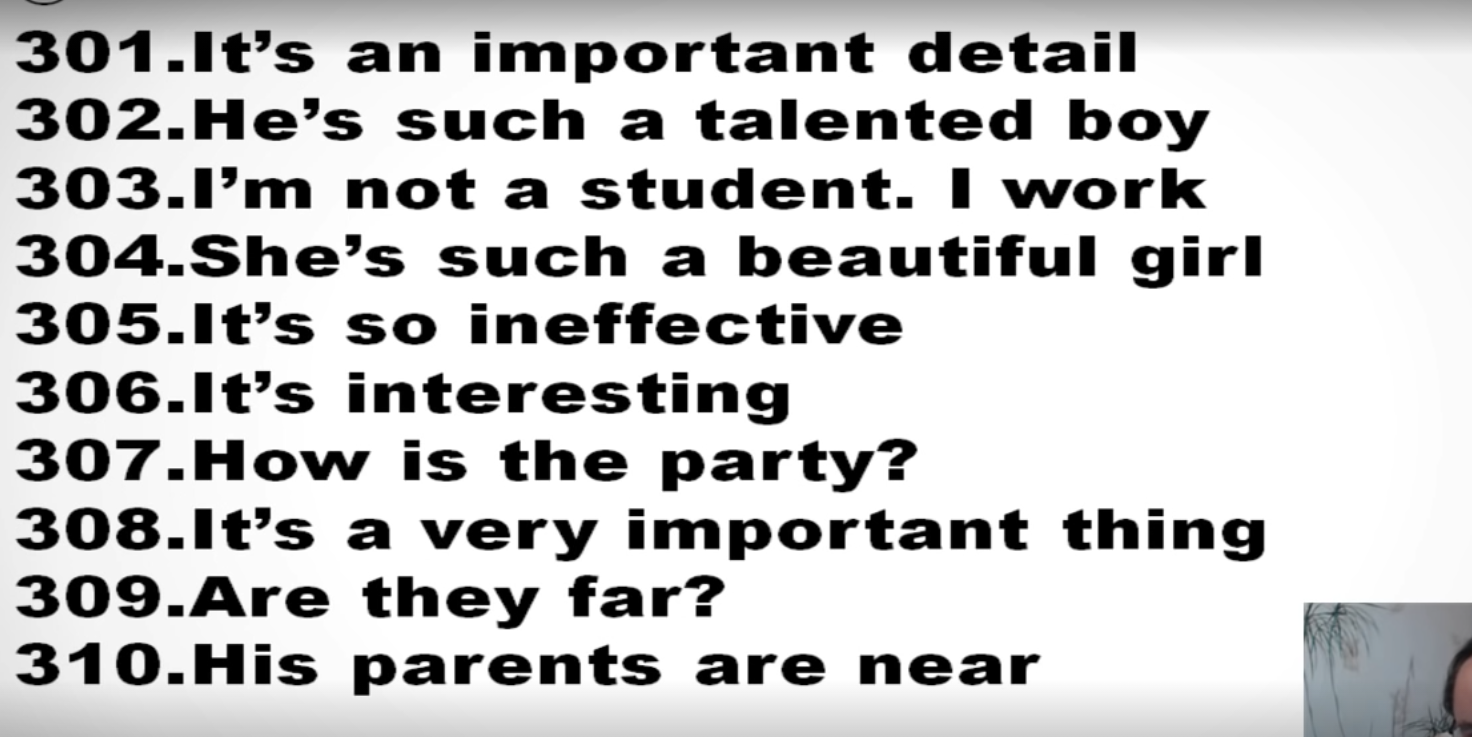 301.It’s an important detail
302.He’s such a talented boy
303.I’m not a student. I work
304.She’s such a beautiful girl
305.It’s so ineffective
306.It’s interesting
307.How is the party?
308.It’s a very important thing
309.Are they far?
310.His parents are near